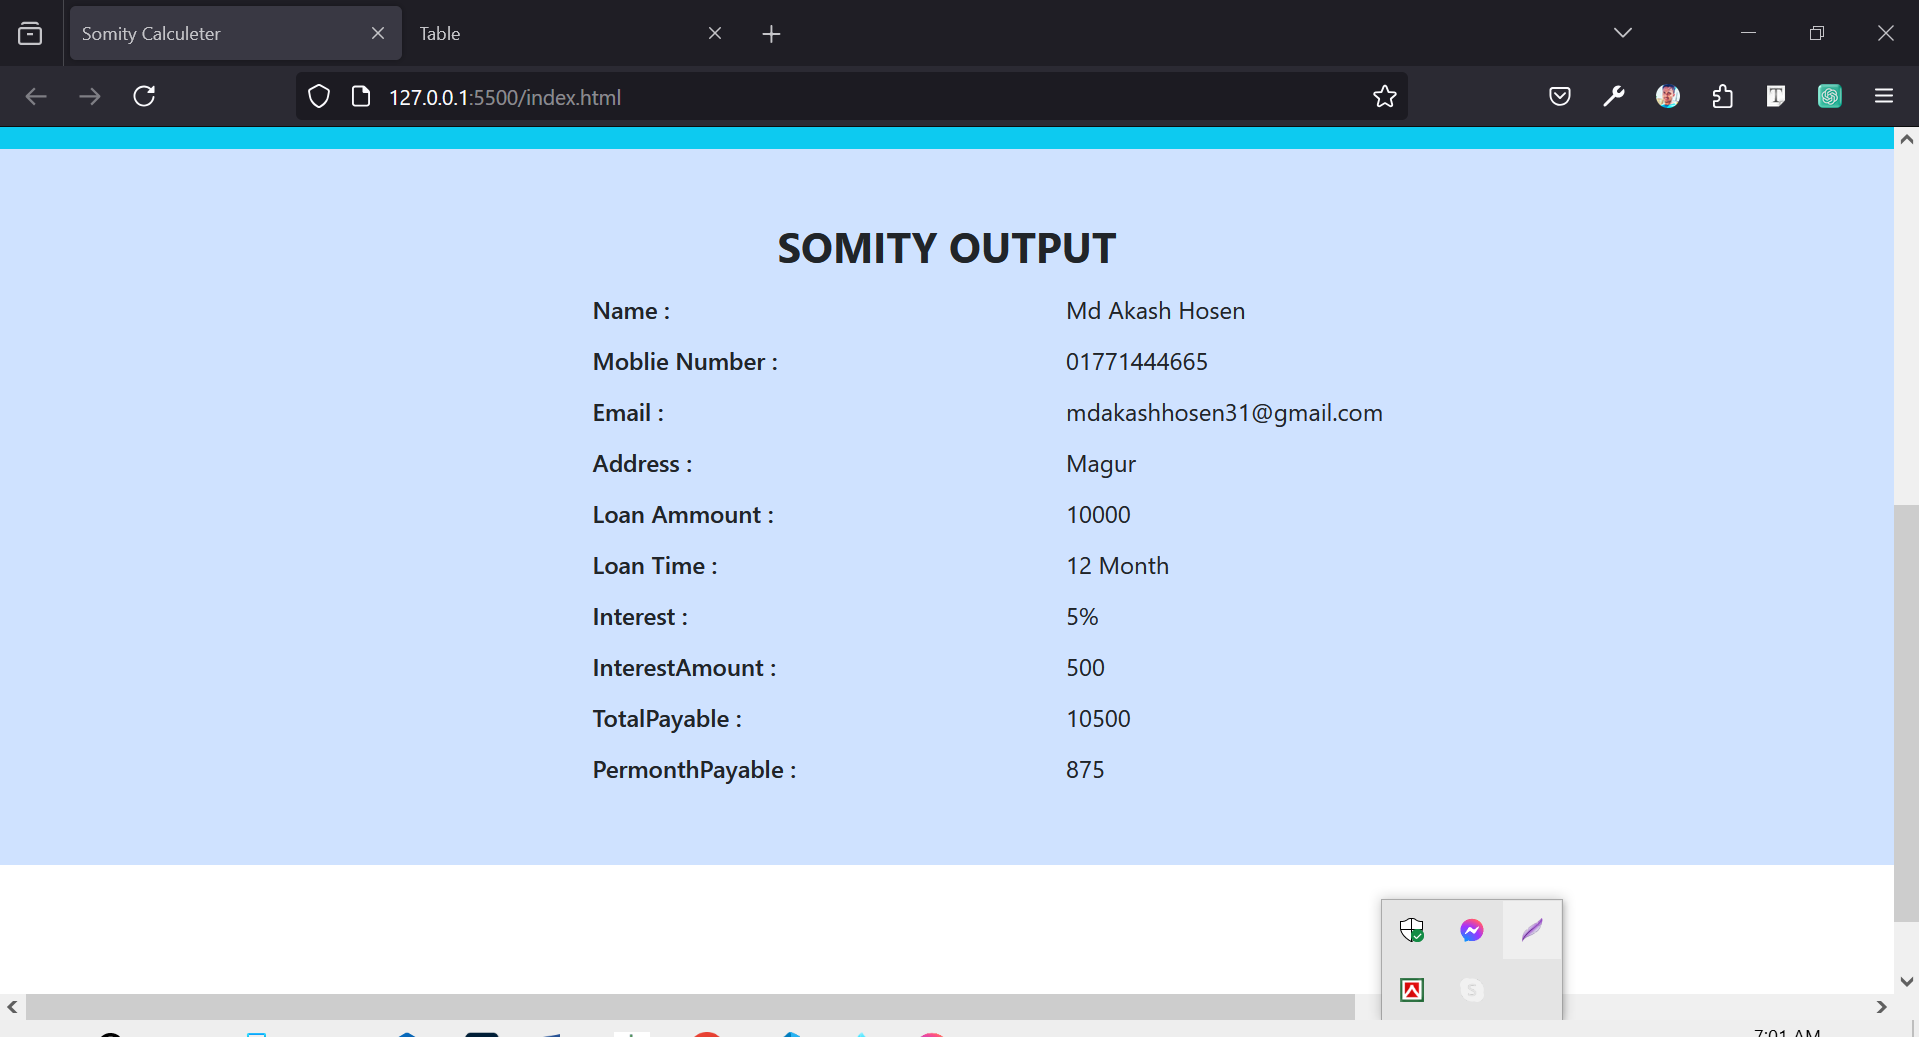 Somity Calculeter
Table
127.0.0.1:5500/index.html
SOMITY OUTPUT
Name : Md Akash Hosen
Moblie Number : 01771444665
Email : mdakashhosen31@gmail.com
Address : Magur
Loan Ammount : 10000
Loan Time : 12 Month
Interest : 5%
InterestAmount : 500
TotalPayable : 10500
PermonthPayable : 875
7:01 AM